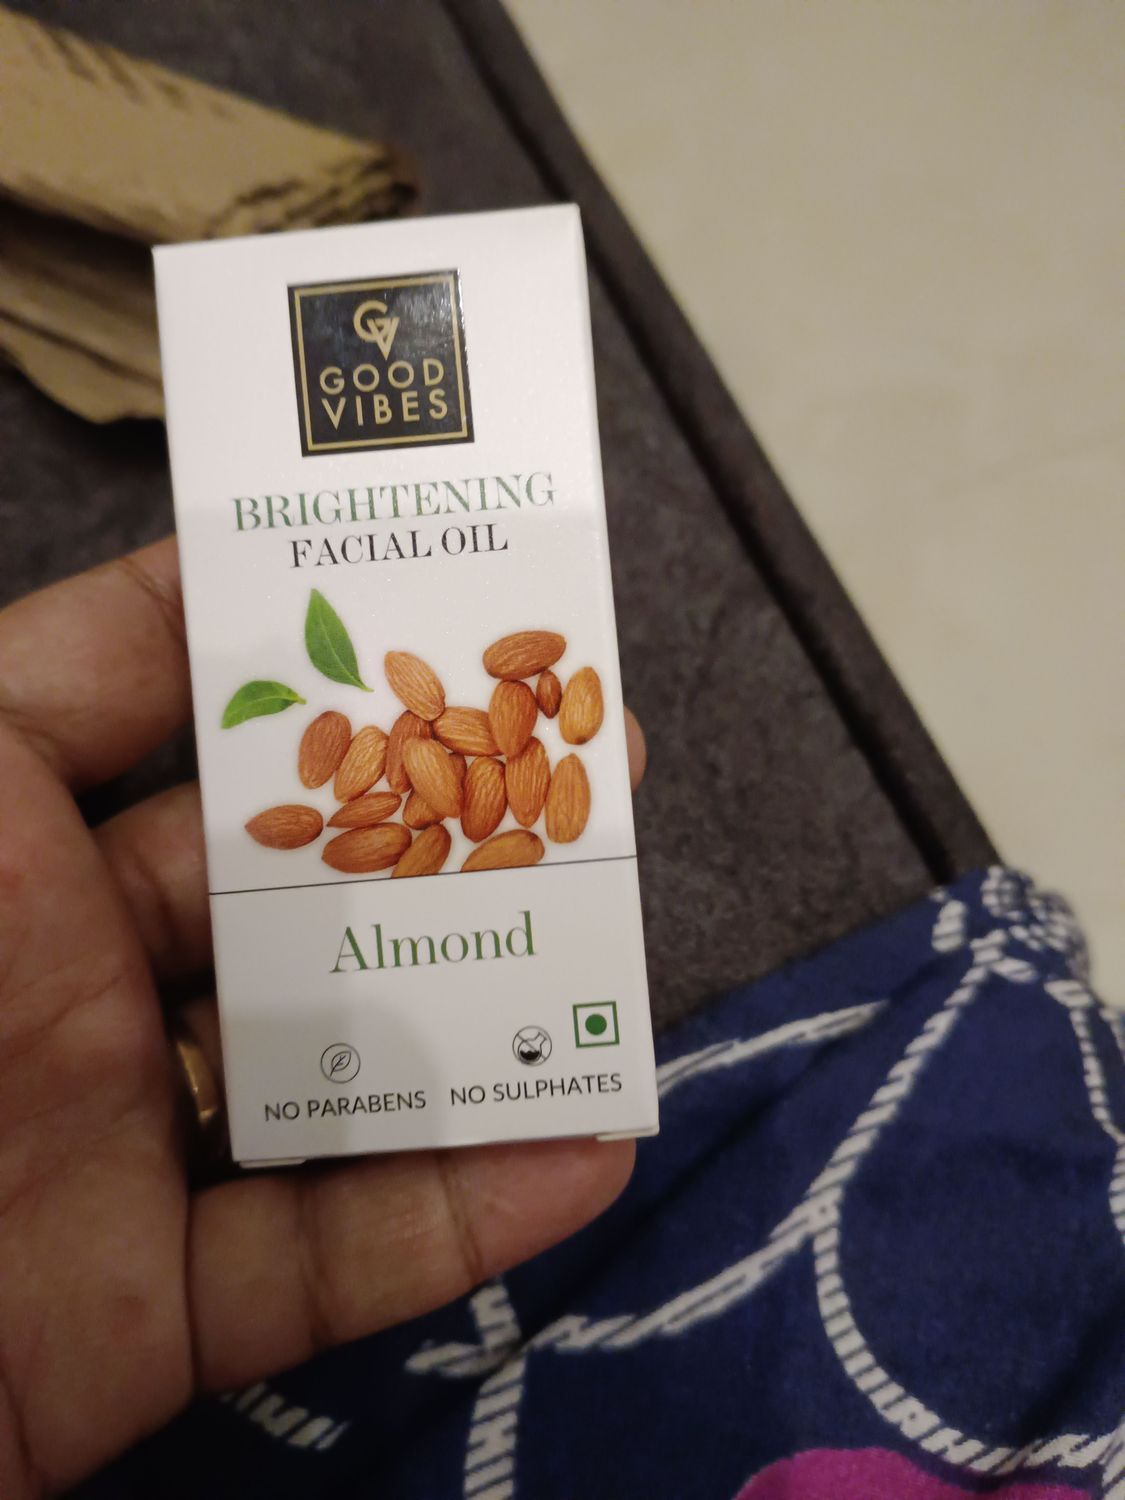 GV
GOOD
VIBES
BRIGHTENING
FACIAL OIL
Almond
NO PARABENS
NO SULPHATES